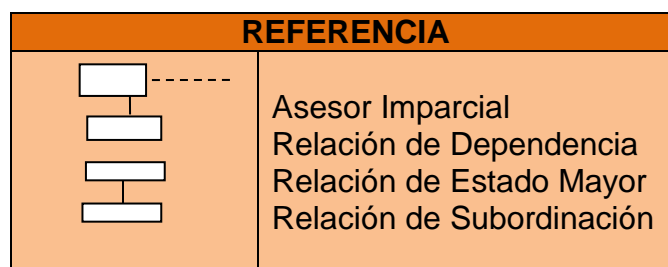 REFERENCIA
Asesor Imparcial
Relación de Dependencia
Relación de Estado Mayor
Relación de Subordinación